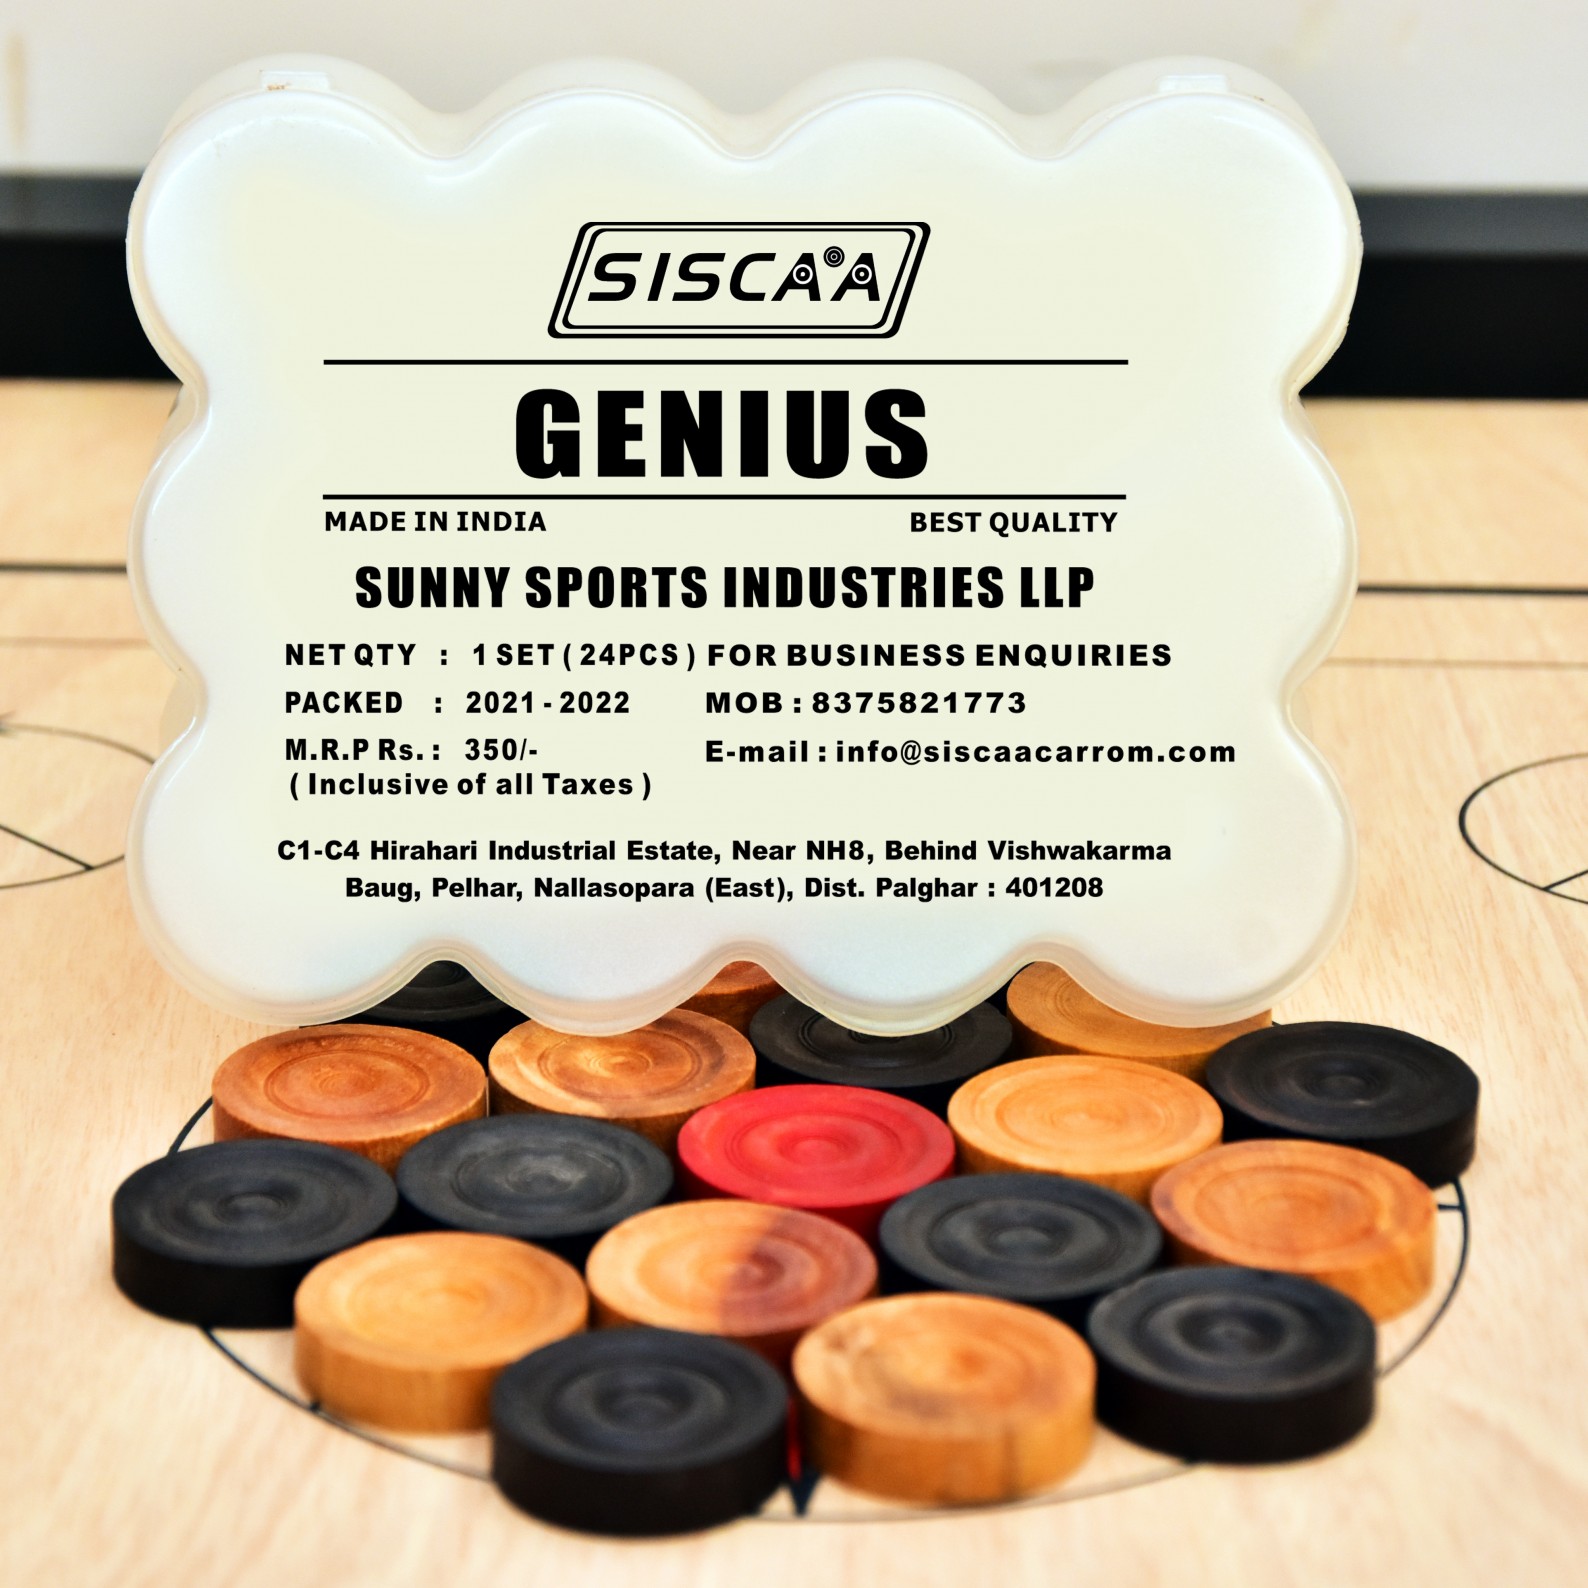 SISCAA
GENIUS
MADE IN INDIA BEST QUALITY
SUNNY SPORTS INDUSTRIES LLP
NET QTY : 1 SET ( 24PCS ) FOR BUSINESS ENQUIRIES
PACKED : 2021 - 2022 MOB : 8375821773
M.R.P Rs. : 350/- E-mail : info@siscaacarrom.com
( Inclusive of all Taxes )
C1-C4 Hirahari Industrial Estate, Near NH8, Behind Vishwakarma
Baug, Pelhar, Nallasopara (East), Dist. Palghar : 401208